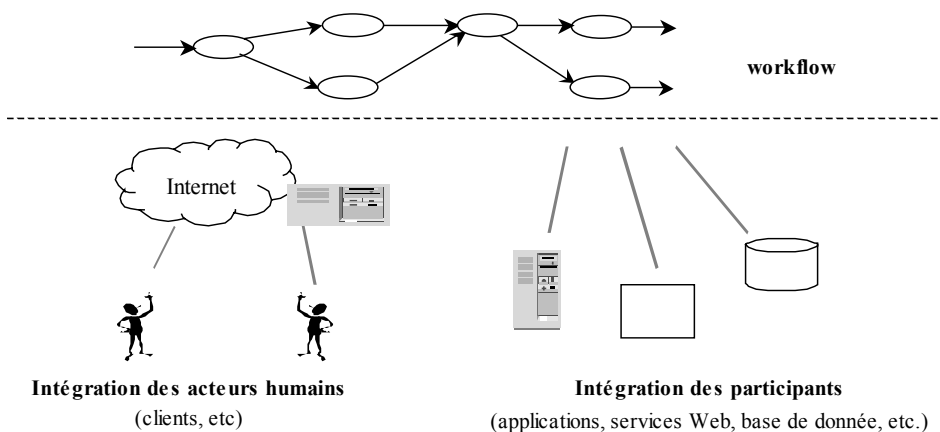 workflow
Internet
Intégration des acteurs humains
(clients, etc)
Intégration des participants
(applications, services Web, base de donnée, etc.)